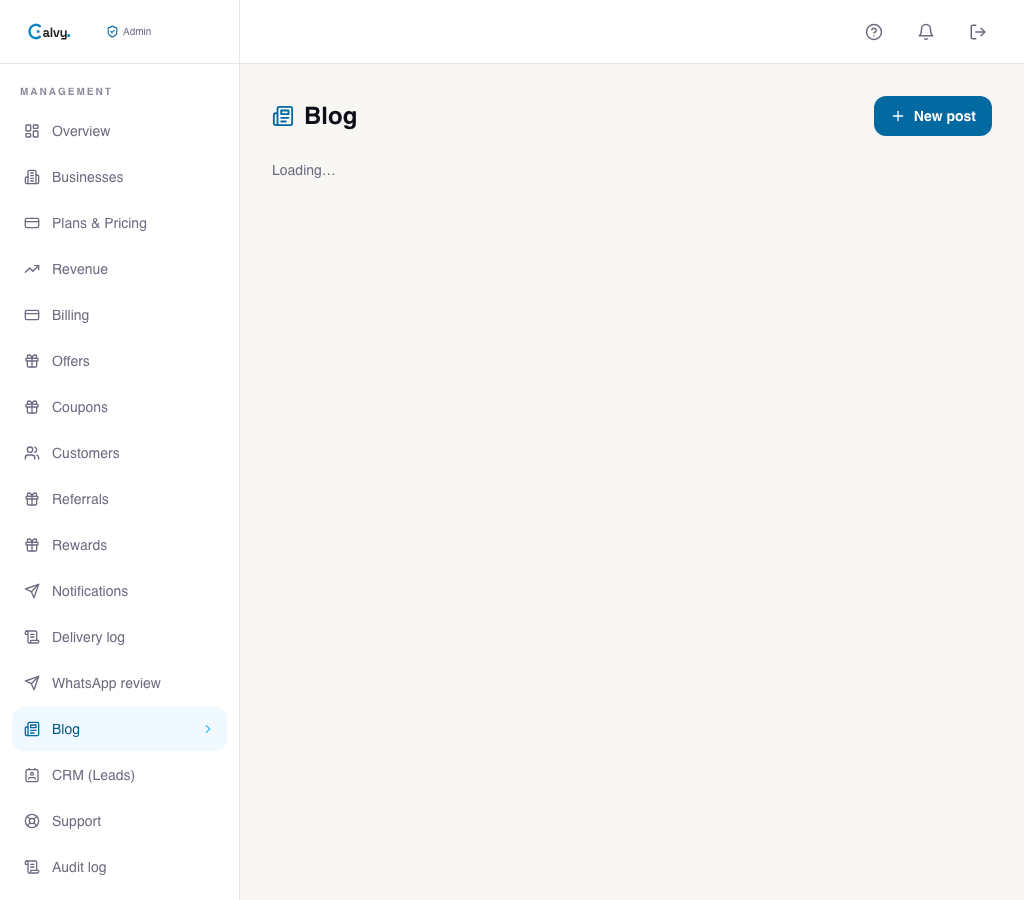 Calvy.
Admin
MANAGEMENT
Overview
Businesses
Plans & Pricing
Revenue
Billing
Offers
Coupons
Customers
Referrals
Rewards
Notifications
Delivery log
WhatsApp review
Blog
CRM (Leads)
Support
Audit log
Blog
New post
Loading…